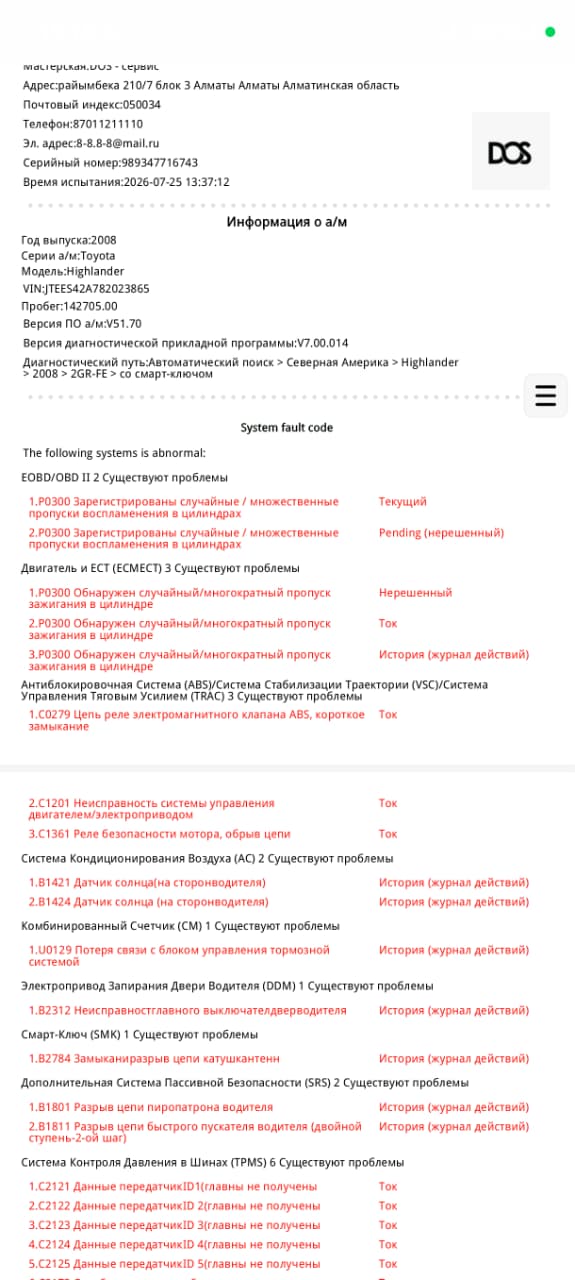 Мастерская:DOS - сервис
Адрес:райымбека 210/7 блок 3 Алматы Алматы Алматинская область
Почтовый индекс:050034
Телефон:87011211110
Эл. адрес:8-8.8-8@mail.ru
Серийный номер:989347716743
Время испытания:2026-07-25 13:37:12
DOS
Информация о а/м
Год выпуска:2008
Серии а/м:Toyota
Модель:Highlander
VIN:JTEES42A782023865
Пробег:142705.00
Версия ПО а/м:V51.70
Версия диагностической прикладной программы:V7.00.014
Диагностический путь:Автоматический поиск > Северная Америка > Highlander
> 2008 > 2GR-FE > со смарт-ключом
System fault code
The following systems is abnormal:
EOBD/OBD II 2 Существуют проблемы
1.P0300 Зарегистрированы случайные / множественные Текущий
пропуски воспламенения в цилиндрах
2.P0300 Зарегистрированы случайные / множественные Pending (нерешенный)
пропуски воспламенения в цилиндрах
Двигатель и ECT (ECMECT) 3 Существуют проблемы
1.P0300 Обнаружен случайный/многократный пропуск Нерешенный
зажигания в цилиндре
2.P0300 Обнаружен случайный/многократный пропуск Ток
зажигания в цилиндре
3.P0300 Обнаружен случайный/многократный пропуск История (журнал действий)
зажигания в цилиндре
Антиблокировочная Система (ABS)/Система Стабилизации Траектории (VSC)/Система
Управления Тяговым Усилием (TRAC) 3 Существуют проблемы
1.C0279 Цепь реле электромагнитного клапана ABS, короткое Ток
замыкание
2.C1201 Неисправность системы управления Ток
двигателем/электроприводом
3.C1361 Реле безопасности мотора, обрыв цепи Ток
Система Кондиционирования Воздуха (AC) 2 Существуют проблемы
1.B1421 Датчик солнца(на сторонводителя) История (журнал действий)
2.B1424 Датчик солнца (на сторонводителя) История (журнал действий)
Комбинированный Счетчик (CM) 1 Существуют проблемы
1.U0129 Потеря связи с блоком управления тормозной История (журнал действий)
системой
Электропривод Запирания Двери Водителя (DDM) 1 Существуют проблемы
1.B2312 Неисправностглавного выключателдверводителя История (журнал действий)
Смарт-Ключ (SMK) 1 Существуют проблемы
1.B2784 Замыканиразрыв цепи катушкантенн История (журнал действий)
Дополнительная Система Пассивной Безопасности (SRS) 2 Существуют проблемы
1.B1801 Разрыв цепи пиропатрона водителя История (журнал действий)
2.B1811 Разрыв цепи быстрого пускателя водителя (двойной История (журнал действий)
ступень-2-ой шаг)
Система Контроля Давления в Шинах (TPMS) 6 Существуют проблемы
1.C2121 Данные передатчикID1(главны не получены Ток
2.C2122 Данные передатчикID 2(главны не получены Ток
3.C2123 Данные передатчикID 3(главны не получены Ток
4.C2124 Данные передатчикID 4(главны не получены Ток
5.C2125 Данные передатчикID 5(главны не получены Ток